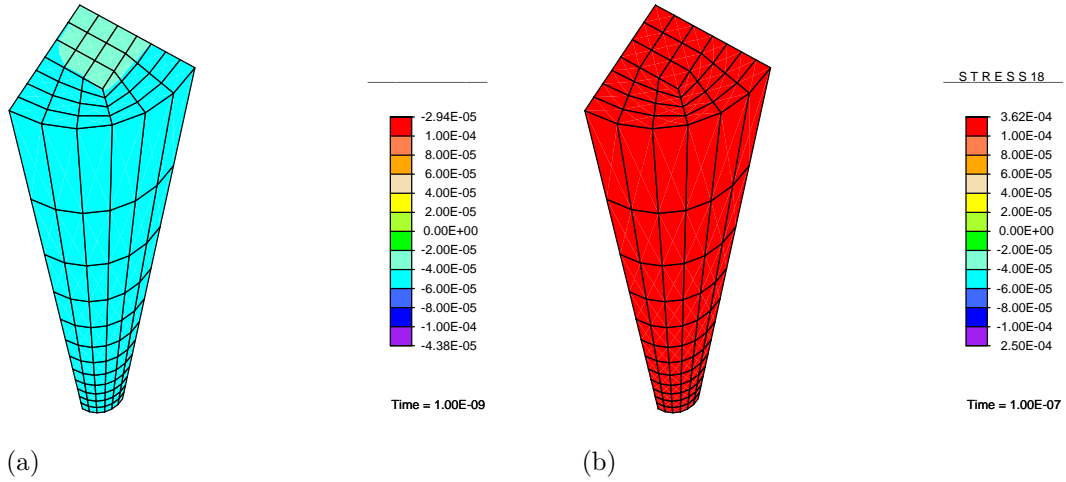 -2.94E-05
1.00E-04
8.00E-05
6.00E-05
4.00E-05
2.00E-05
0.00E+00
-2.00E-05
-4.00E-05
-6.00E-05
-8.00E-05
-1.00E-04
-4.38E-05
Time = 1.00E-09
(a)
STRESS18
3.62E-04
1.00E-04
8.00E-05
6.00E-05
4.00E-05
2.00E-05
0.00E+00
-2.00E-05
-4.00E-05
-6.00E-05
-8.00E-05
-1.00E-04
2.50E-04
Time = 1.00E-07
(b)